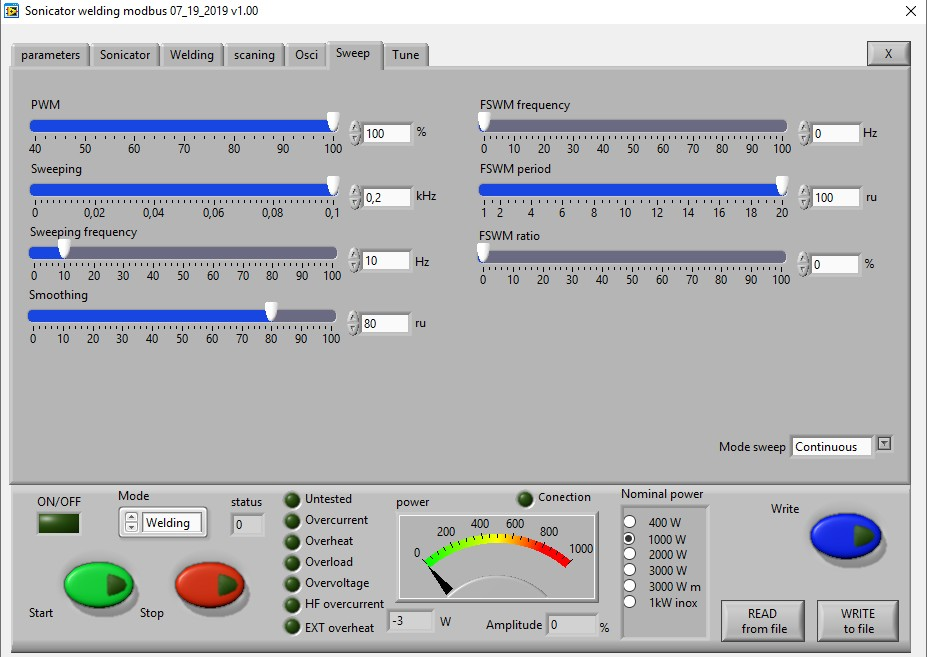 Sonicator welding modbus 07_19_2019 v1.00
parameters Sonicator Welding scaning Osci Sweep Tune X
PWM
100 %
40 50 60 70 80 90 100
Sweeping
0,2 kHz
0 0,02 0,04 0,06 0,08 0,1
Sweeping frequency
10 Hz
0 10 20 30 40 50 60 70 80 90 100
Smoothing
80 ru
0 10 20 30 40 50 60 70 80 90 100
FSWM frequency
0 Hz
0 10 20 30 40 50 60 70 80 90 100
FSWM period
100 ru
1 2 4 6 8 10 12 14 16 18 20
FSWM ratio
0 %
0 10 20 30 40 50 60 70 80 90 100
Mode sweep Continuous
ON/OFF
Mode
Welding
status
0
Start
Stop
Untested
Overcurrent
Overheat
Overload
Overvoltage
HF overcurrent
EXT overheat
power
Conection
0 200 400 600 800 1000
-3 W
Amplitude 0 %
Nominal power
400 W
1000 W
2000 W
3000 W
3000 W m
1kW inox
Write
READ
from file
WRITE
to file